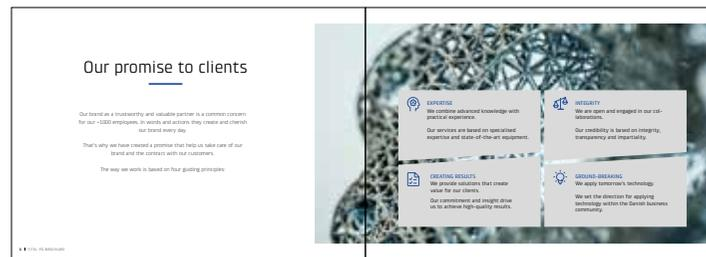 Our promise to clients
Our brand as a trustworthy and valuable partner is a common concern
for our ~1000 employees. In words and actions they create and cherish
our brand every day.
That's why we have created a promise that help us take care of our
brand and the contract with our customers.
The way we work is based on four guiding principles:
EXPERTISE
We combine advanced knowledge with
practical experience.
Our services are based on specialised
expertise and state-of-the-art equipment.
INTEGRITY
We are open and engaged in our col-
laborations.
Our credibility is based on integrity,
transparency and impartiality.
CREATING RESULTS
We provide solutions that create
value for our clients.
Our commitment and insight drive
us to achieve high-quality results.
GROUND-BREAKING
We apply tomorrow's technology.
We set the direction for applying
technology within the Danish business
community.